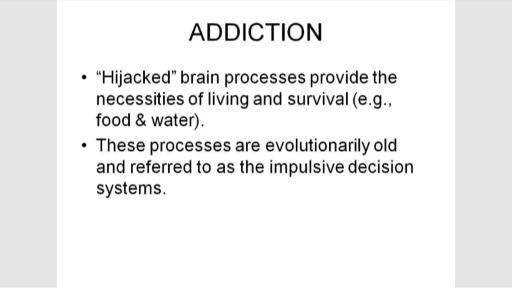 ADDICTION
• “Hijacked” brain processes provide the
necessities of living and survival (e.g.,
food & water).
• These processes are evolutionarily old
and referred to as the impulsive decision
systems.